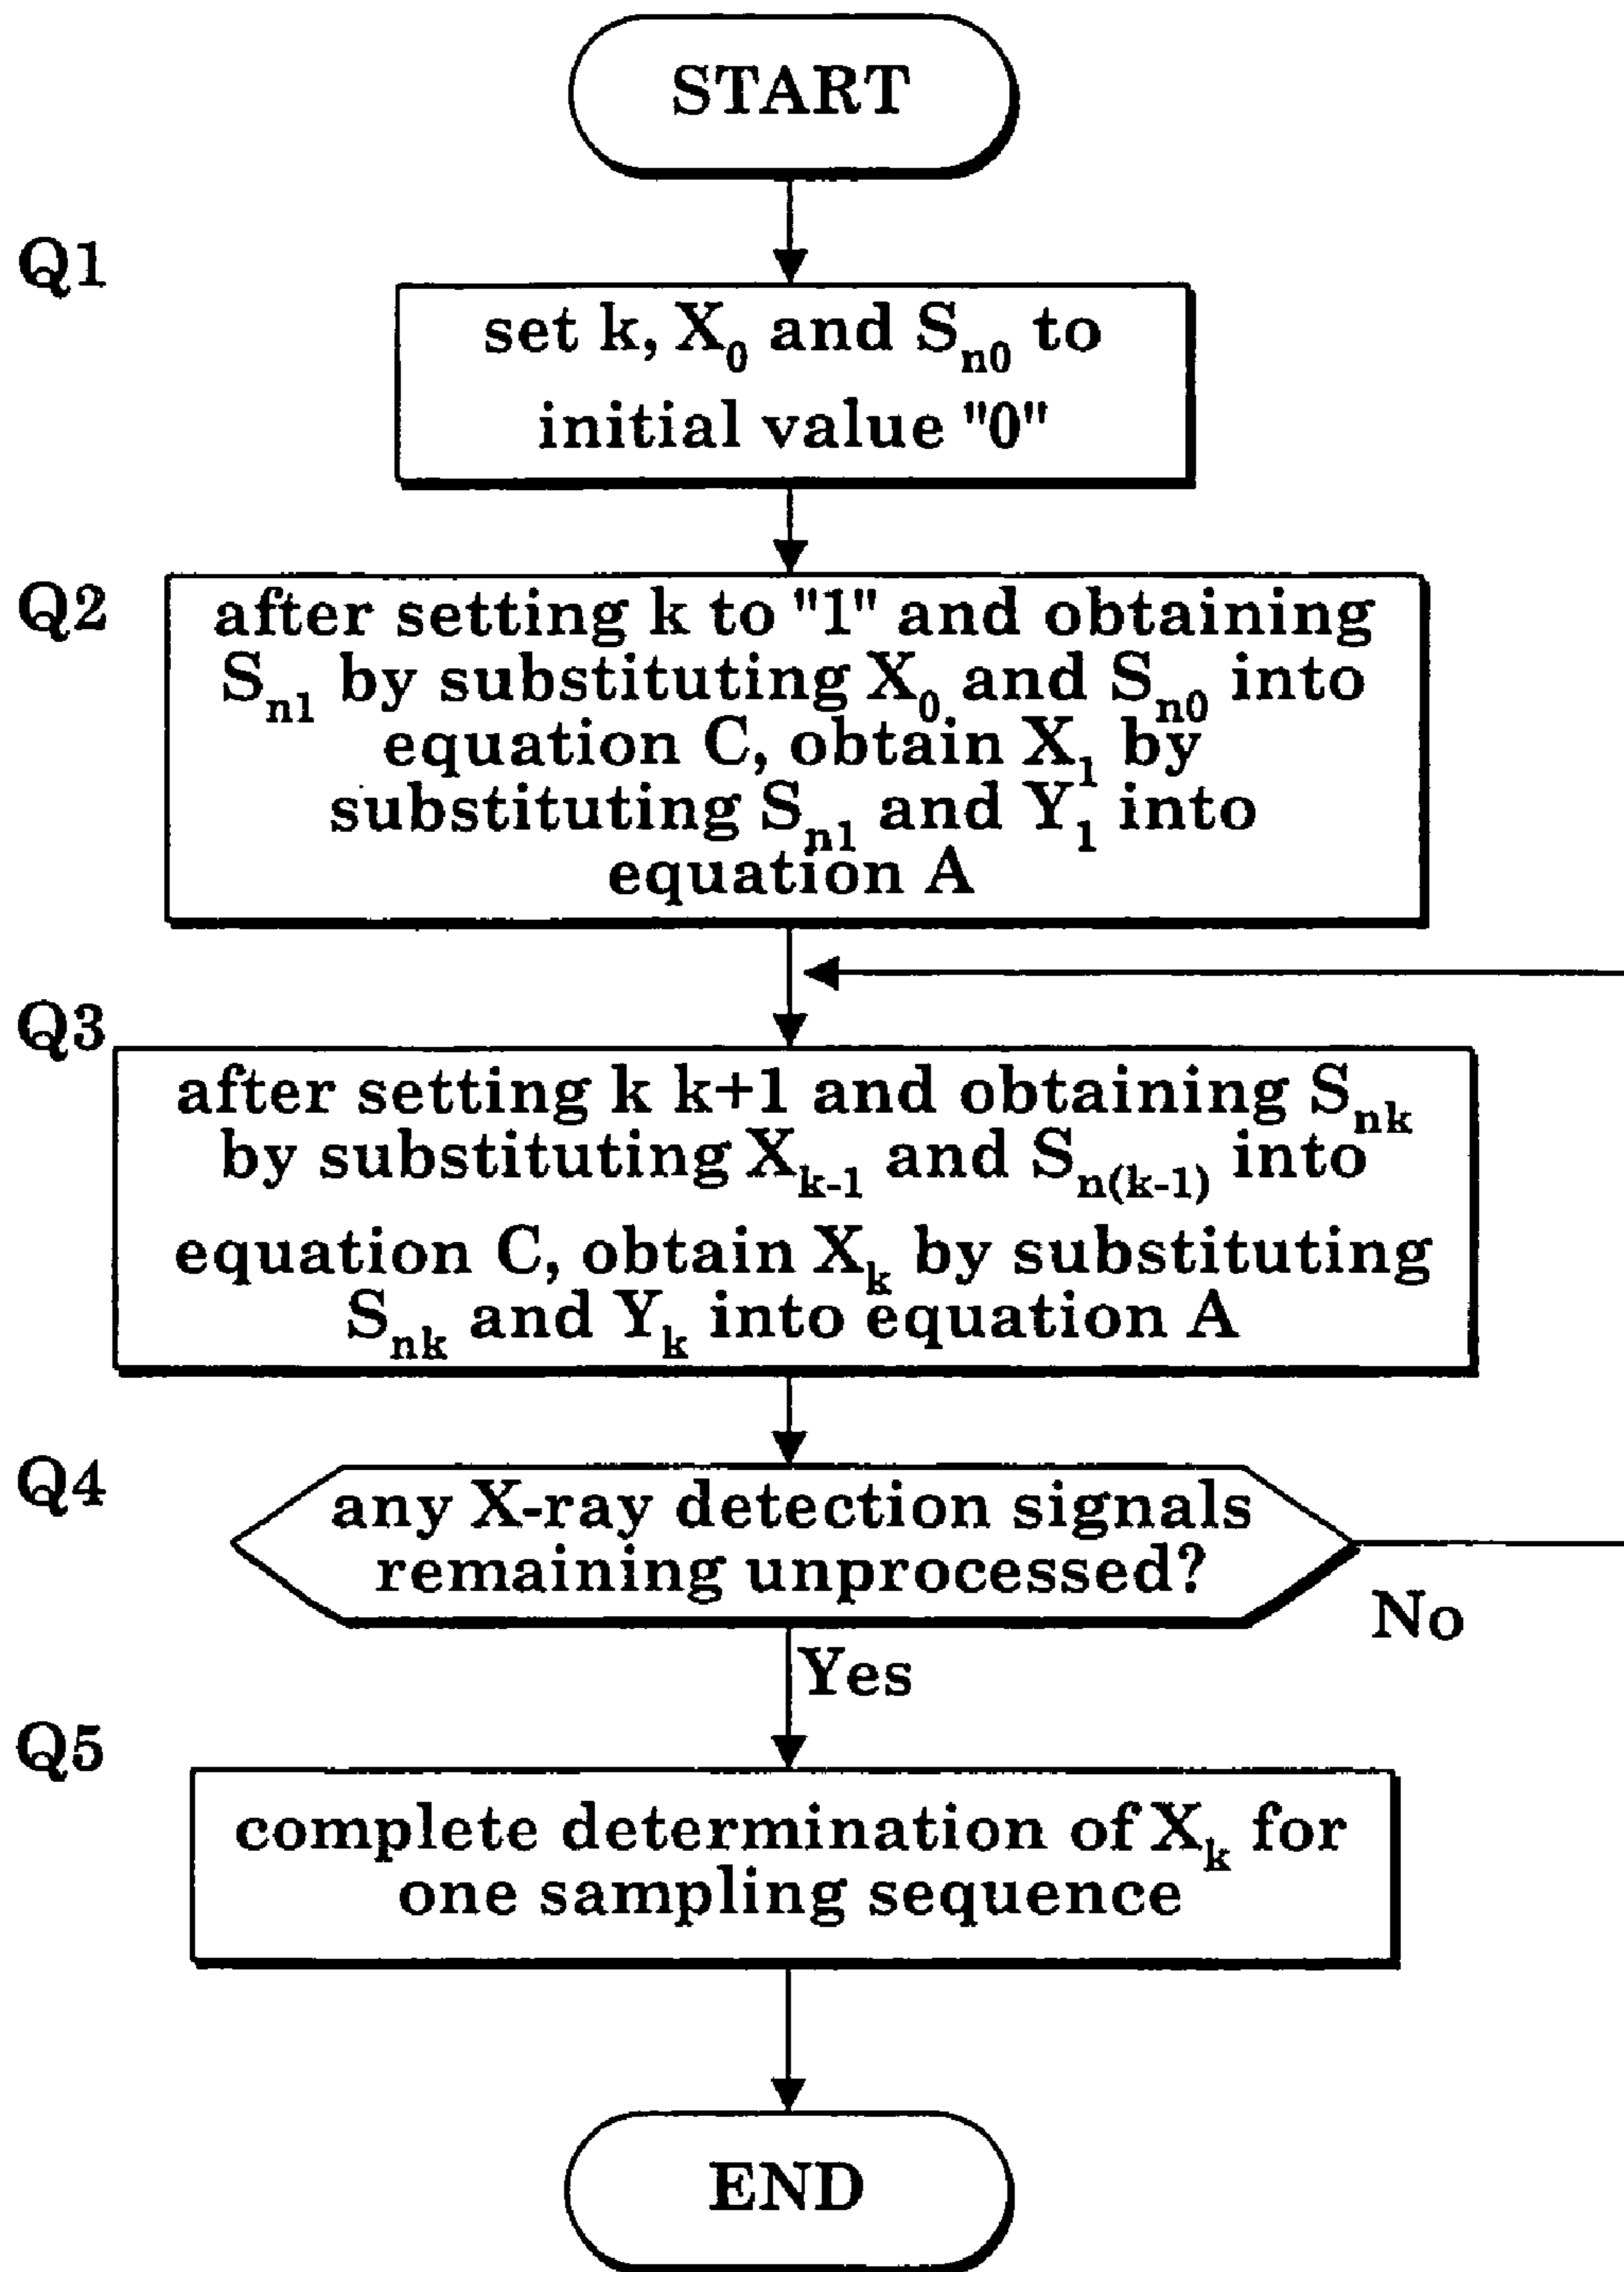 START
Q1
set k, X₀ and Sₙ₀ to
initial value "0"
Q2
after setting k to "1" and obtaining
Sₙ₁ by substituting X₀ and Sₙ₀ into
equation C, obtain X₁ by
substituting Sₙ₁ and Y₁ into
equation A
Q3
after setting k k+1 and obtaining Sₙₖ
by substituting Xₖ₋₁ and Sₙ₍ₖ₋₁₎ into
equation C, obtain Xₖ by substituting
Sₙₖ and Yₖ into equation A
Q4
any X-ray detection signals
remaining unprocessed?
No
Yes
Q5
complete determination of Xₖ for
one sampling sequence
END